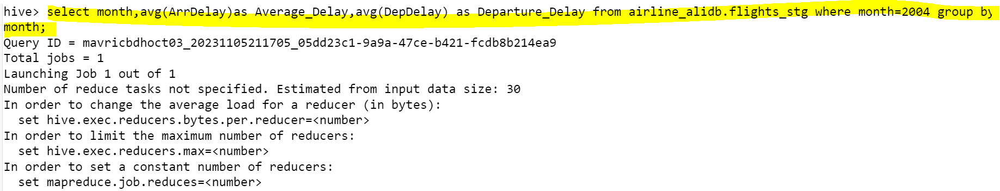 hive> select month,avg(ArrDelay)as Average_Delay,avg(DepDelay) as Departure_Delay from airline_alidb.flights_stg where month=2004 group by
month;
Query ID = mavricbdhoct03_20231105211705_05dd23c1-9a9a-47ce-b421-fcdb8b214ea9
Total jobs = 1
Launching Job 1 out of 1
Number of reduce tasks not specified. Estimated from input data size: 30
In order to change the average load for a reducer (in bytes):
  set hive.exec.reducers.bytes.per.reducer=<number>
In order to limit the maximum number of reducers:
  set hive.exec.reducers.max=<number>
In order to set a constant number of reducers:
  set mapreduce.job.reduces=<number>